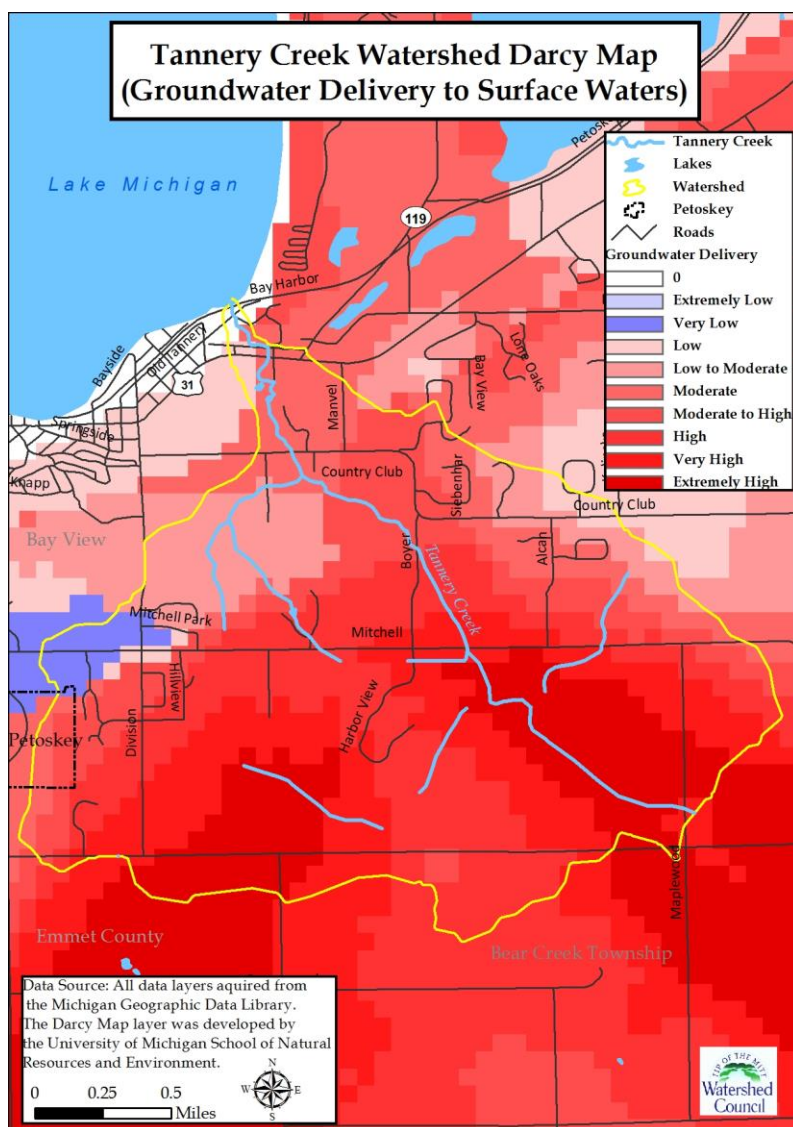 Tannery Creek Watershed Darcy Map
(Groundwater Delivery to Surface Waters)
Lake Michigan
Petoskey
Tannery Creek
Lakes
Watershed
Petoskey
Roads
Groundwater Delivery
0
Extremely Low
Very Low
Low
Low to Moderate
Moderate
Moderate to High
High
Very High
Extremely High
119
Bay Harbor
Old Tannery
Bayside
31
Springside
Knapp
Manvel
Bay View
Lone Oaks
Country Club
Siebenhar
Country Club
Bay View
Boyer
Tannery Creek
Alcan
Mitchell Park
Mitchell
Hillview
Division
Harbor View
Petoskey
Maplewood
Emmet County
Bear Creek Township
Data Source: All data layers aquired from
the Michigan Geographic Data Library.
The Darcy Map layer was developed by
the University of Michigan School of Natural
Resources and Environment.
0 0.25 0.5
Miles
N
W E
S
TIP OF THE MITT
Watershed
Council